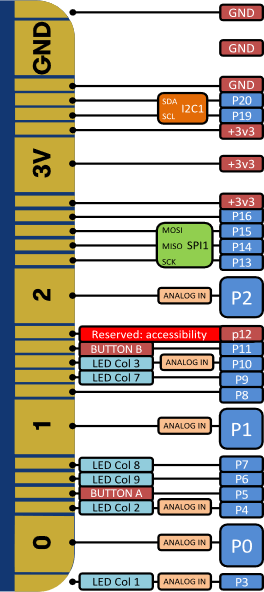 GND
GND
GND
GND
SDA P20
I2C1
SCL P19
+3v3
3V +3v3
+3v3
P16
MOSI P15
MISO SPI1 P14
SCK P13
2 ANALOG IN P2
Reserved: accessibility p12
BUTTON B P11
LED Col 3 ANALOG IN P10
LED Col 7 P9
P8
1 ANALOG IN P1
LED Col 8 P7
LED Col 9 P6
BUTTON A P5
LED Col 2 ANALOG IN P4
0 ANALOG IN P0
LED Col 1 ANALOG IN P3